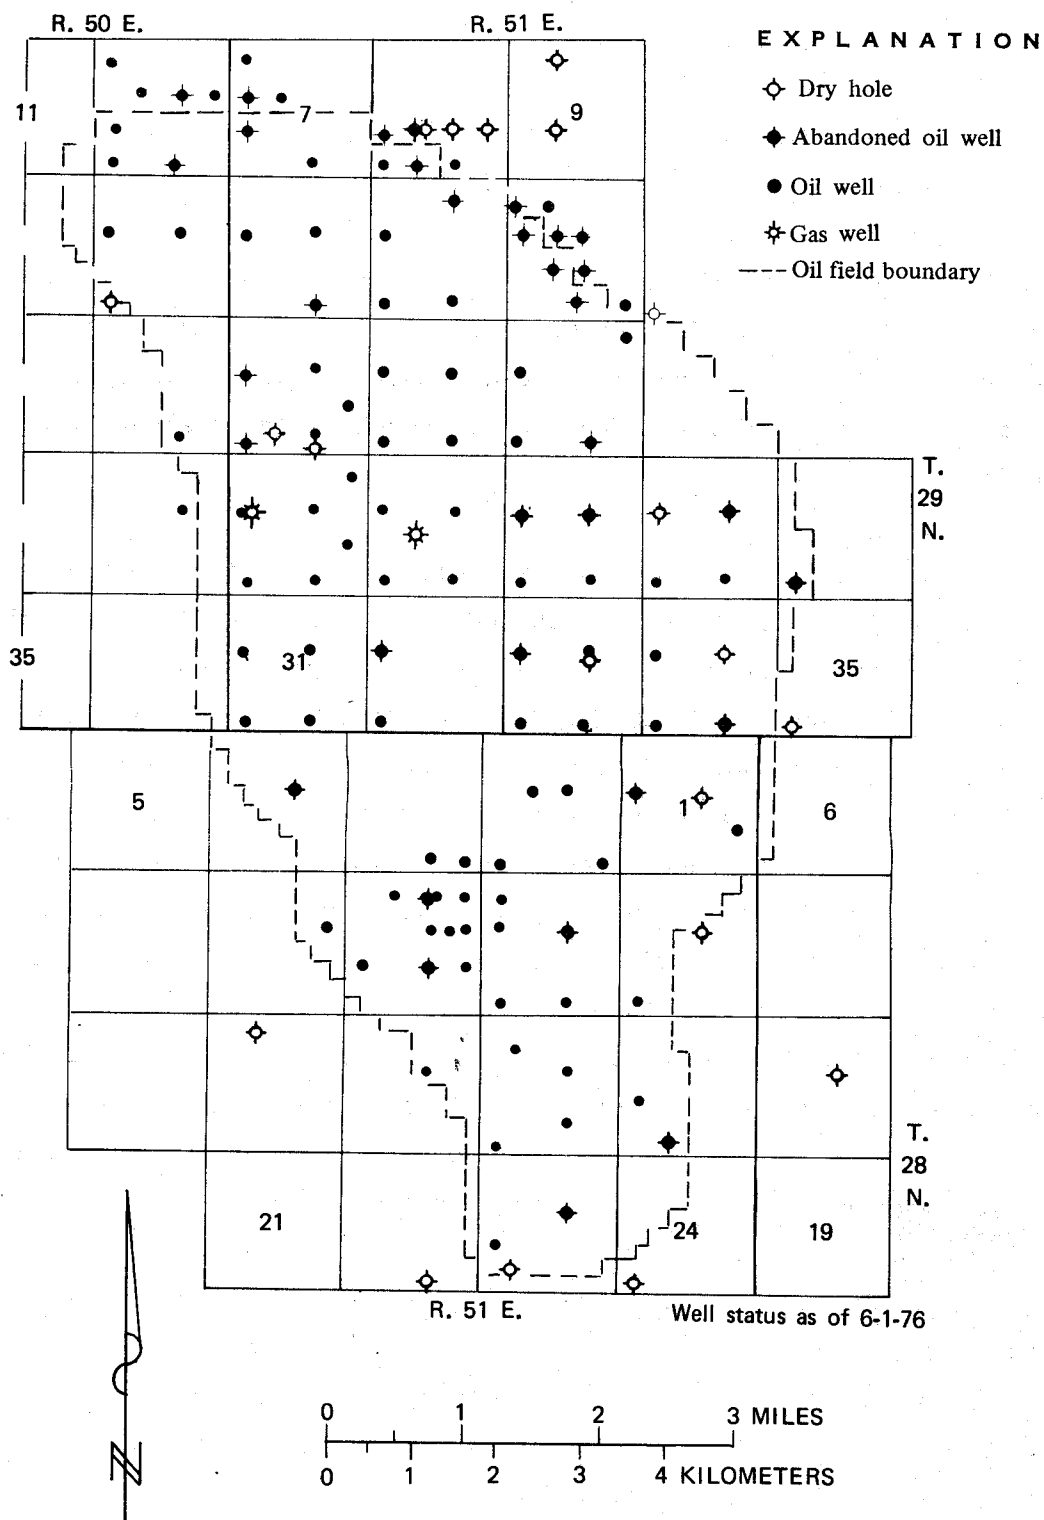 R. 50 E.
R. 51 E.
EXPLANATION
Dry hole
Abandoned oil well
Oil well
Gas well
Oil field boundary
11
7
9
T.
29
N.
35
31
35
5
1
6
T.
28
N.
21
24
19
R. 51 E.
Well status as of 6-1-76
0 1 2 3 MILES
0 1 2 3 4 KILOMETERS
N